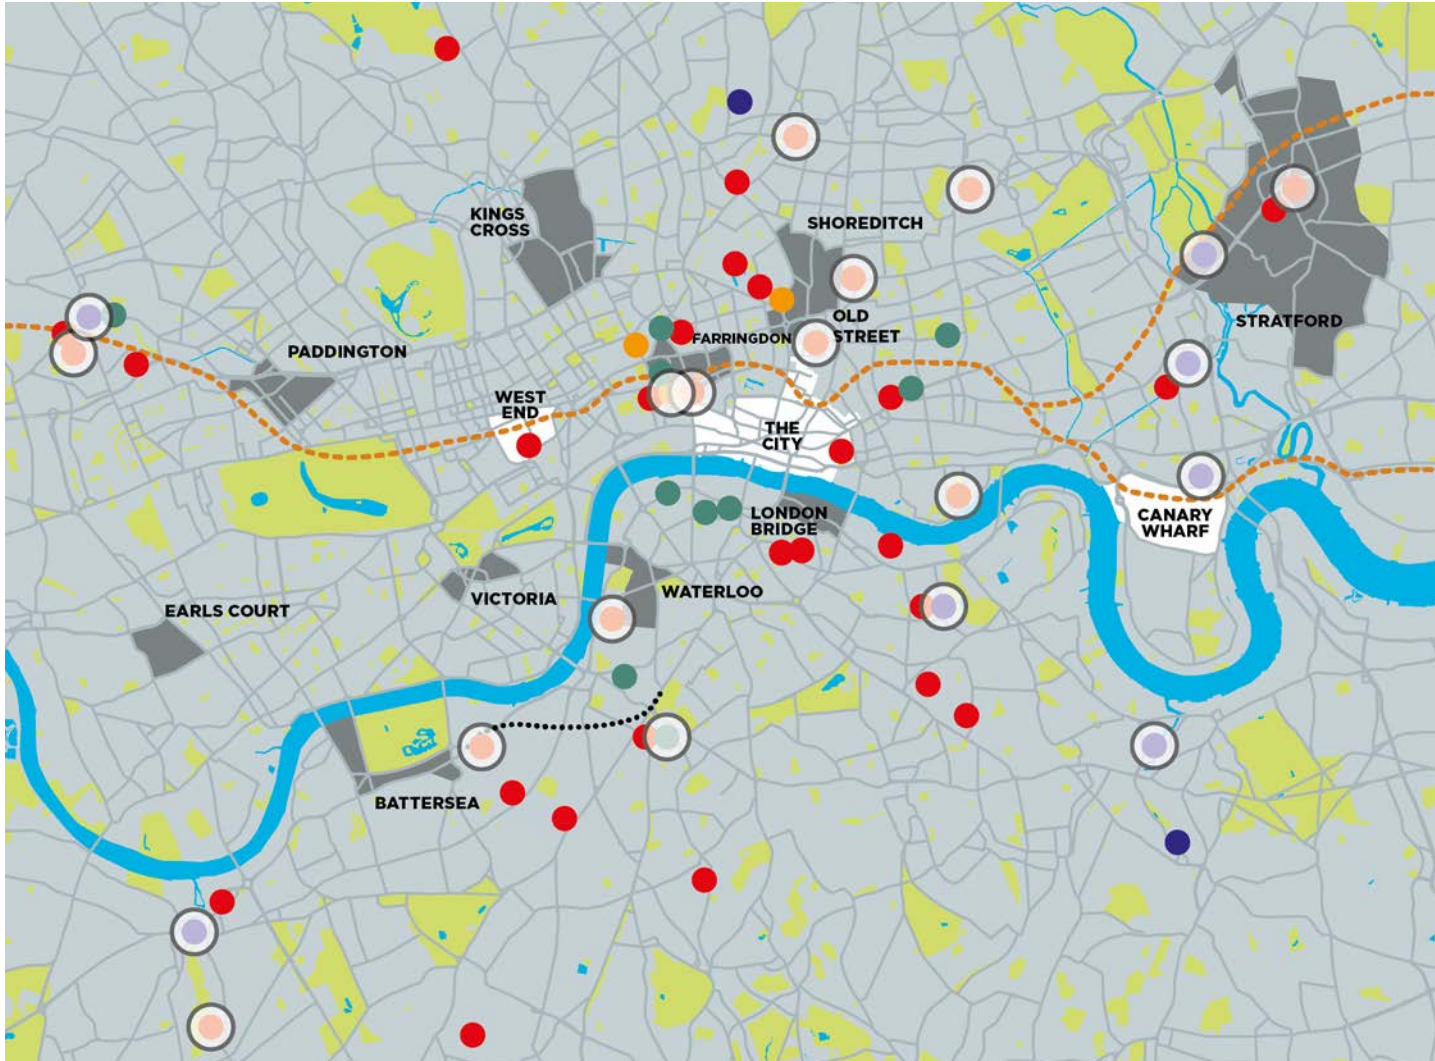 KINGS
CROSS
SHOREDITCH
OLD
STREET
STRATFORD
FARRINGDON
PADDINGTON
WEST
END
THE
CITY
LONDON
BRIDGE
CANARY
WHARF
VICTORIA
WATERLOO
EARLS COURT
BATTERSEA